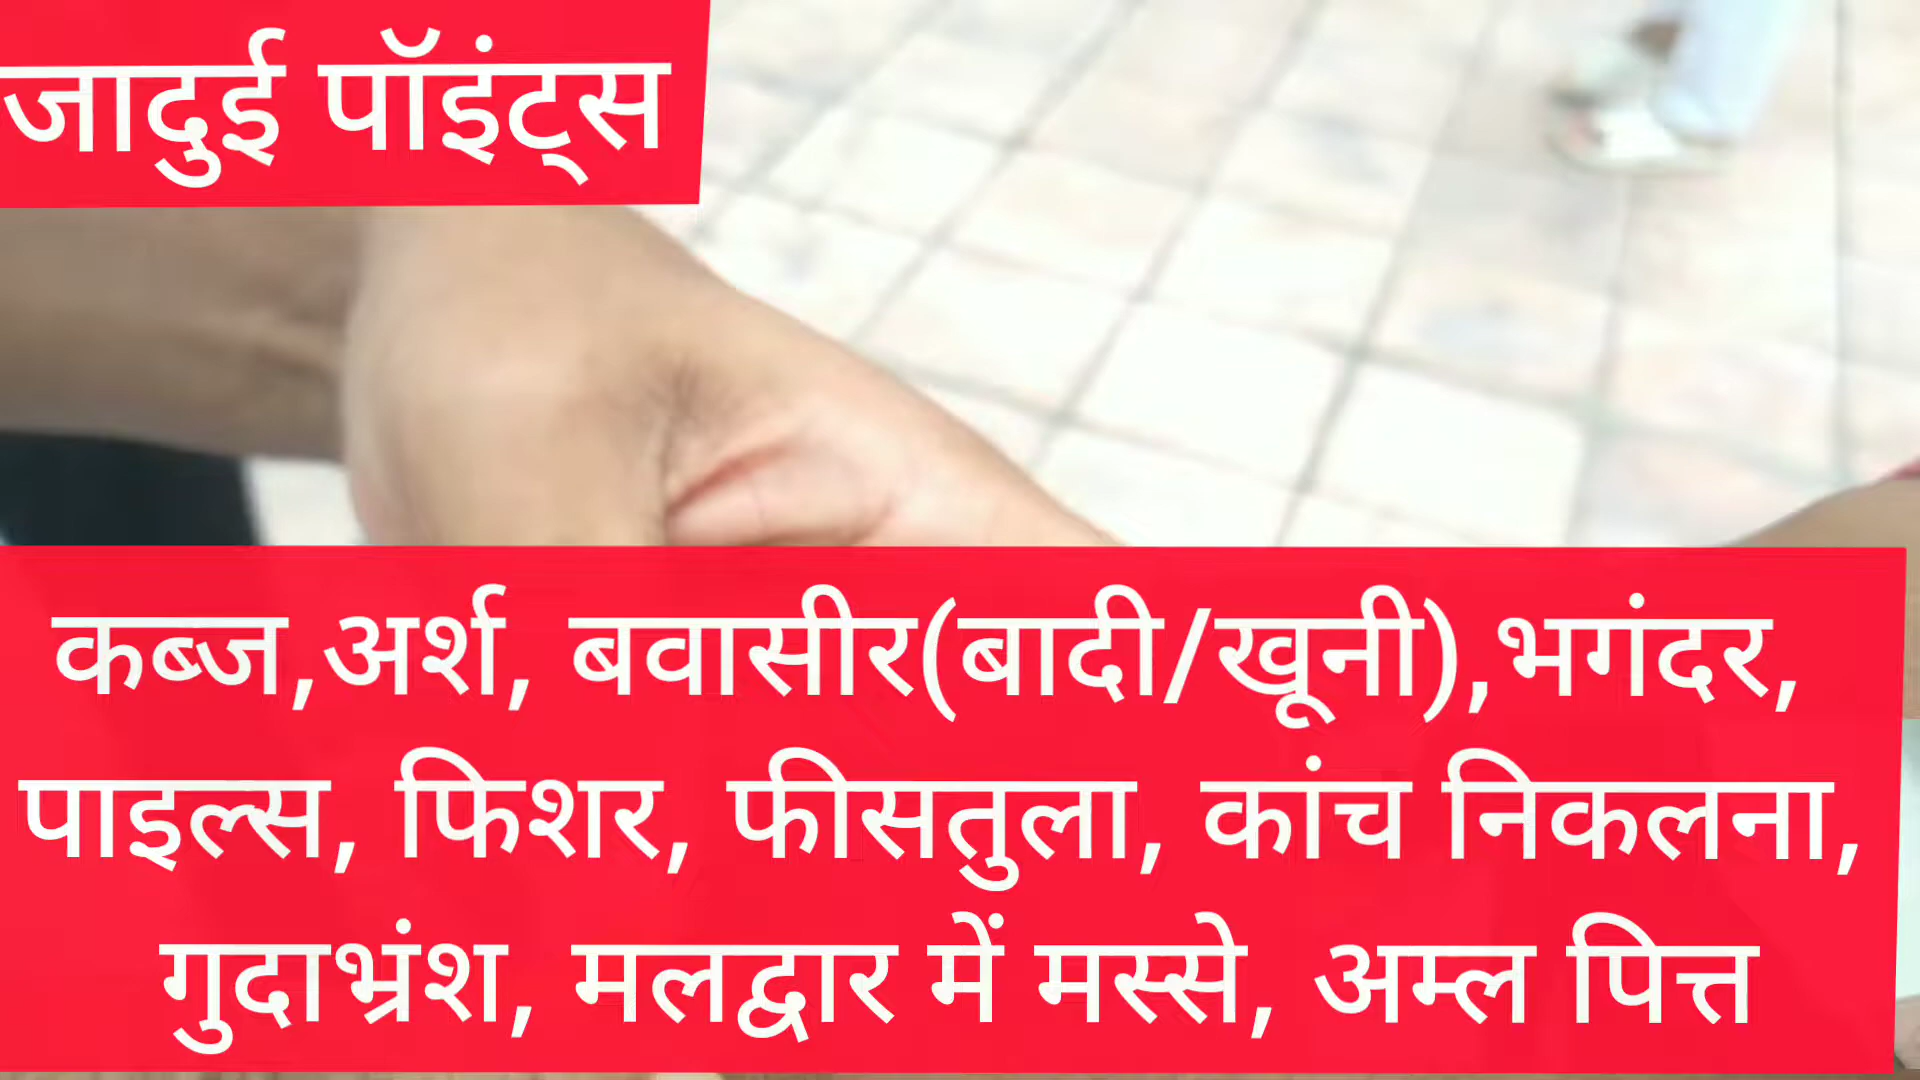 जादुई पॉइंट्स
कब्ज,अर्श, बवासीर(बादी/खूनी),भगंदर,
पाइल्स, फिशर, फीसतुला, कांच निकलना,
गुदाभ्रंश, मलद्वार में मस्से, अम्ल पित्त